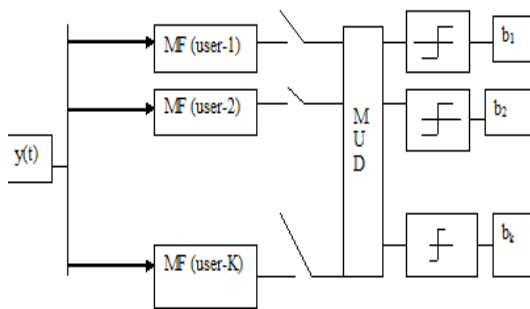 MF (user-1)
b1
MF (user-2)
b2
M
U
D
y(t)
MF (user-K)
bk